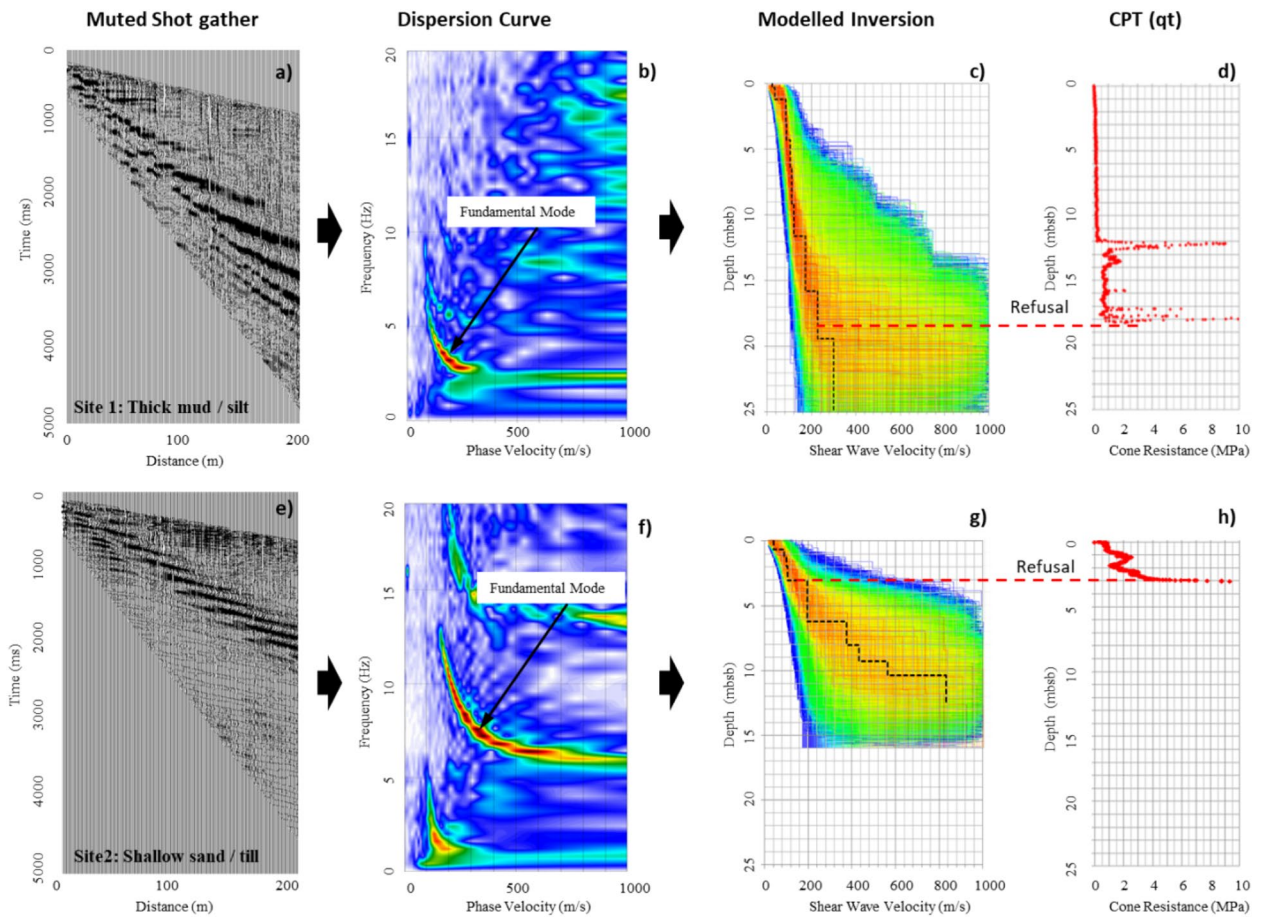 Muted Shot gather
Dispersion Curve
Modelled Inversion
CPT (qt)
a)
0
1000
2000
3000
4000
5000
Time (ms)
Site 1: Thick mud / silt
0 100 200
Distance (m)
b)
20
15
10
5
0
Frequency (Hz)
Fundamental Mode
0 500 1000
Phase Velocity (m/s)
c)
0
5
10
15
20
25
Depth (mbsb)
0 200 400 600 800 1000
Shear Wave Velocity (m/s)
Refusal
d)
0
5
10
15
20
25
Depth (mbsb)
0 2 4 6 8 10
Cone Resistance (MPa)
e)
0
1000
2000
3000
4000
5000
Time (ms)
Site2: Shallow sand / till
0 100 200
Distance (m)
f)
20
15
10
5
0
Frequency (Hz)
Fundamental Mode
0 500 1000
Phase Velocity (m/s)
g)
0
5
10
15
20
25
Depth (mbsb)
0 200 400 600 800 1000
Shear Wave Velocity (m/s)
Refusal
h)
0
5
10
15
20
25
Depth (mbsb)
0 2 4 6 8 10
Cone Resistance (MPa)